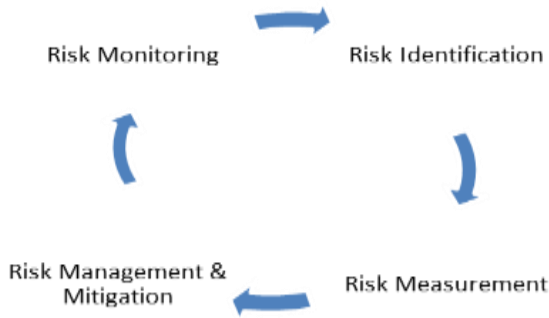 Risk Monitoring
Risk Identification
Risk Management &
Mitigation
Risk Measurement